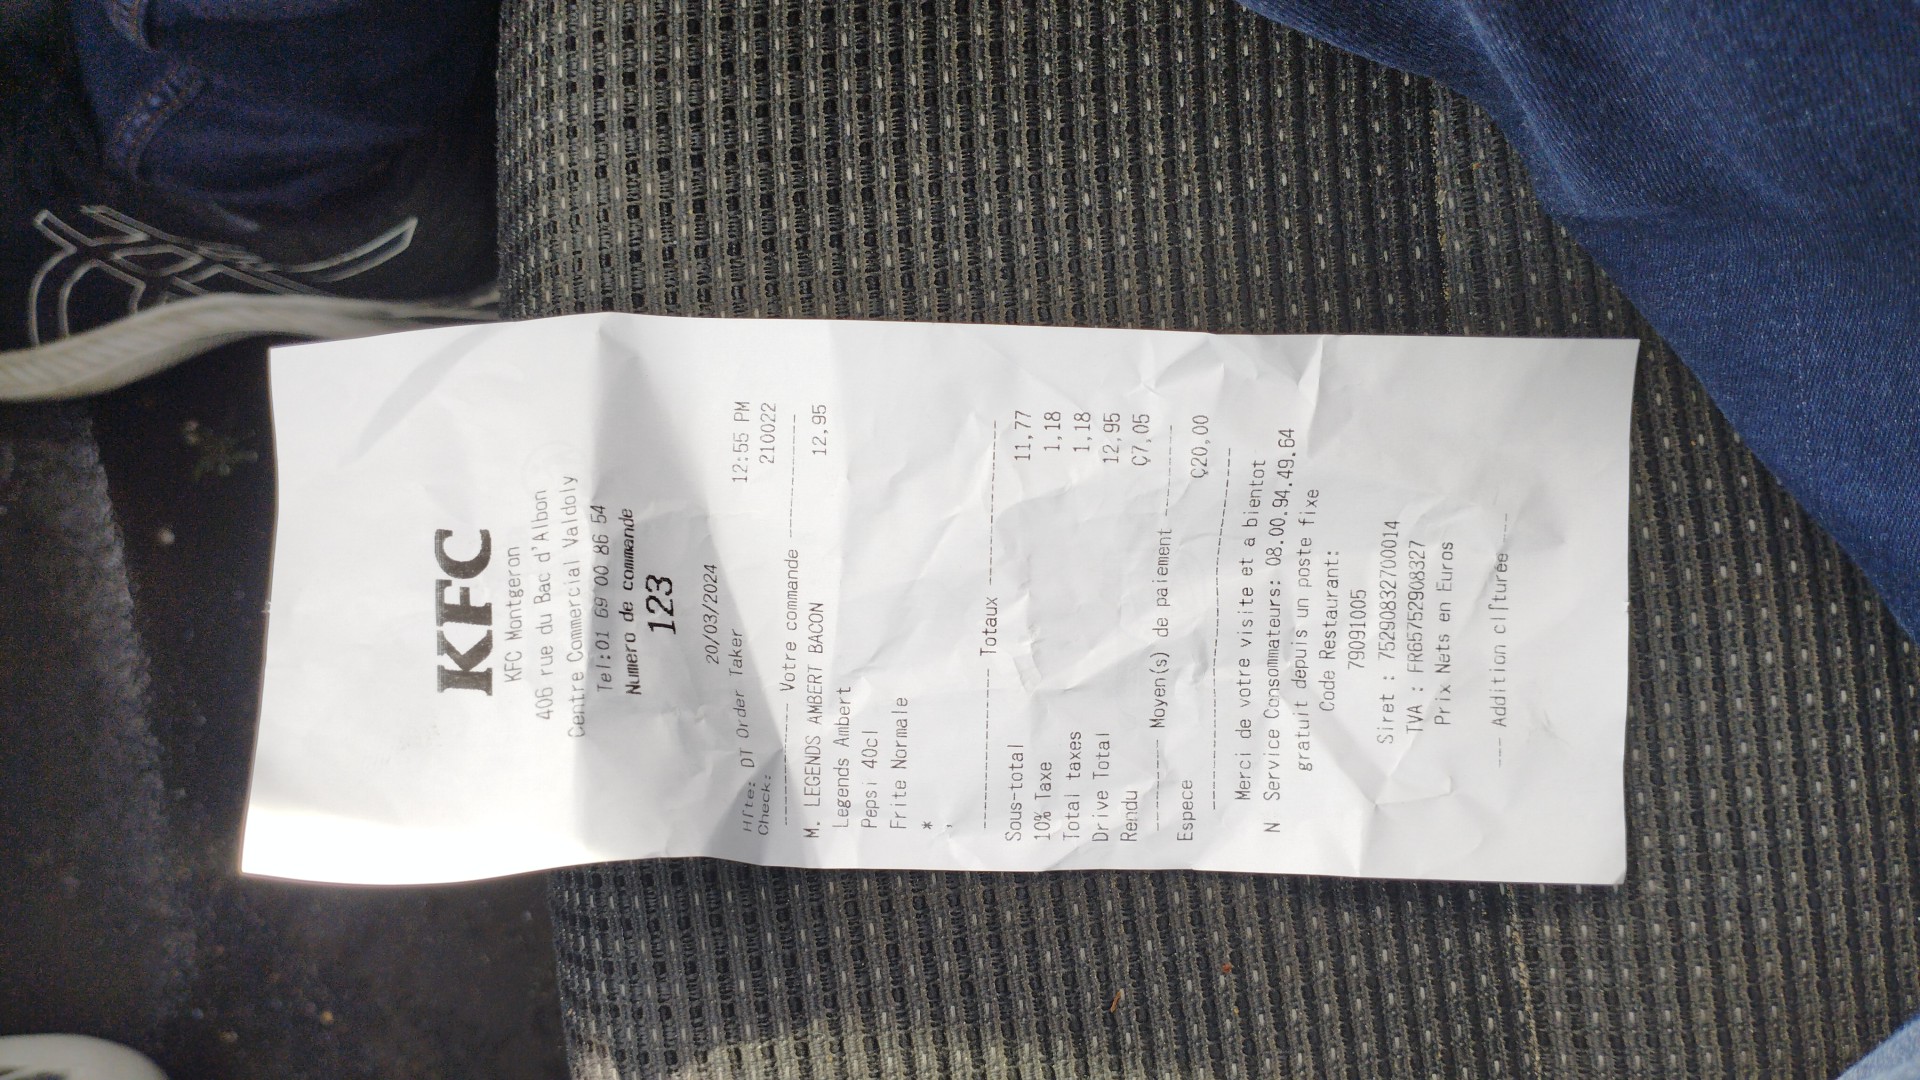 KFC
KFC Montgeron
406 rue du Bac d'Albon
Centre Commercial Valdoly
Tel:01 69 00 86 54
Numero de commande
123
20/03/2024
Hfte: DT Order Taker 12:55 PM
Check: 210022
-------- Votre commande --------
M. LEGENDS AMBERT BACON 12,95
Legends Ambert
Pepsi 40cl
Frite Normale
*
,
-------- Totaux --------
Sous-total 11,77
10% Taxe 1,18
Total taxes 1,18
Drive Total 12,95
Rendu Ç7,05
-------- Moyen(s) de paiement --------
Espece Ç20,00
--------
Merci de votre visite et a bientot
N Service Consommateurs: 08.00.94.49.64
gratuit depuis un poste fixe
Code Restaurant:
79091005
Siret : 75290832700014
TVA : FR65752908327
Prix Nets en Euros
---- Addition clſturée ----